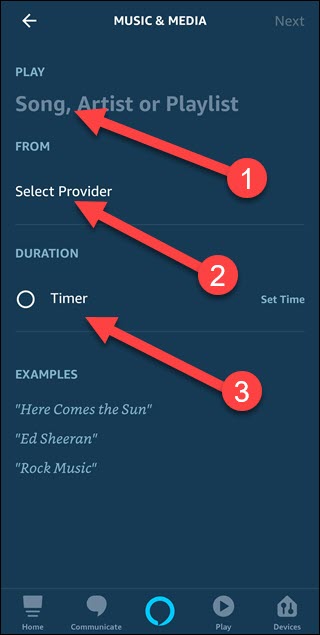 MUSIC & MEDIA Next
PLAY
Song, Artist or Playlist
FROM
1
Select Provider
2
DURATION
Timer Set Time
3
EXAMPLES
"Here Comes the Sun"
"Ed Sheeran"
"Rock Music"
Home Communicate Play Devices